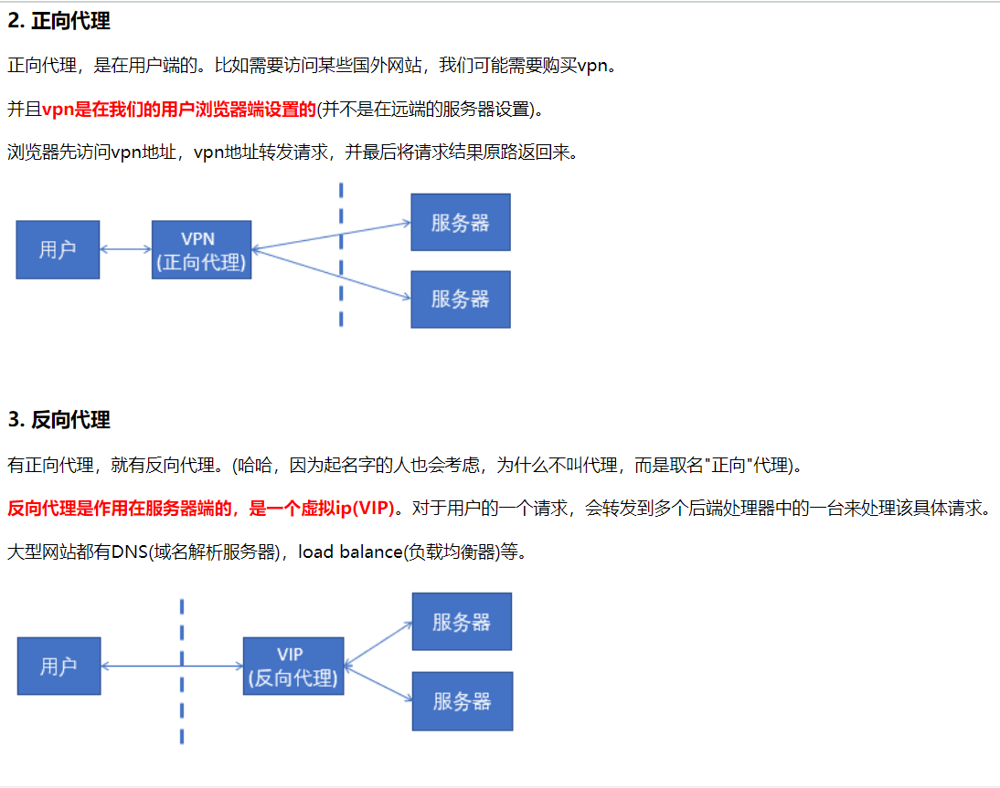 2. 正向代理
正向代理，是在用户端的。比如需要访问某些国外网站，我们可能需要购买vpn。
并且vpn是在我们的用户浏览器端设置的(并不是在远端的服务器设置)。
浏览器先访问vpn地址，vpn地址转发请求，并最后将请求结果原路返回来。
用户
VPN
(正向代理)
服务器
服务器
3. 反向代理
有正向代理，就有反向代理。(哈哈，因为起名字的人也会考虑，为什么不叫代理，而是取名"正向"代理)。
反向代理是作用在服务器端的，是一个虚拟ip(VIP)。对于用户的一个请求，会转发到多个后端处理器中的一台来处理该具体请求。
大型网站都有DNS(域名解析服务器)，load balance(负载均衡器)等。
用户
VIP
(反向代理)
服务器
服务器